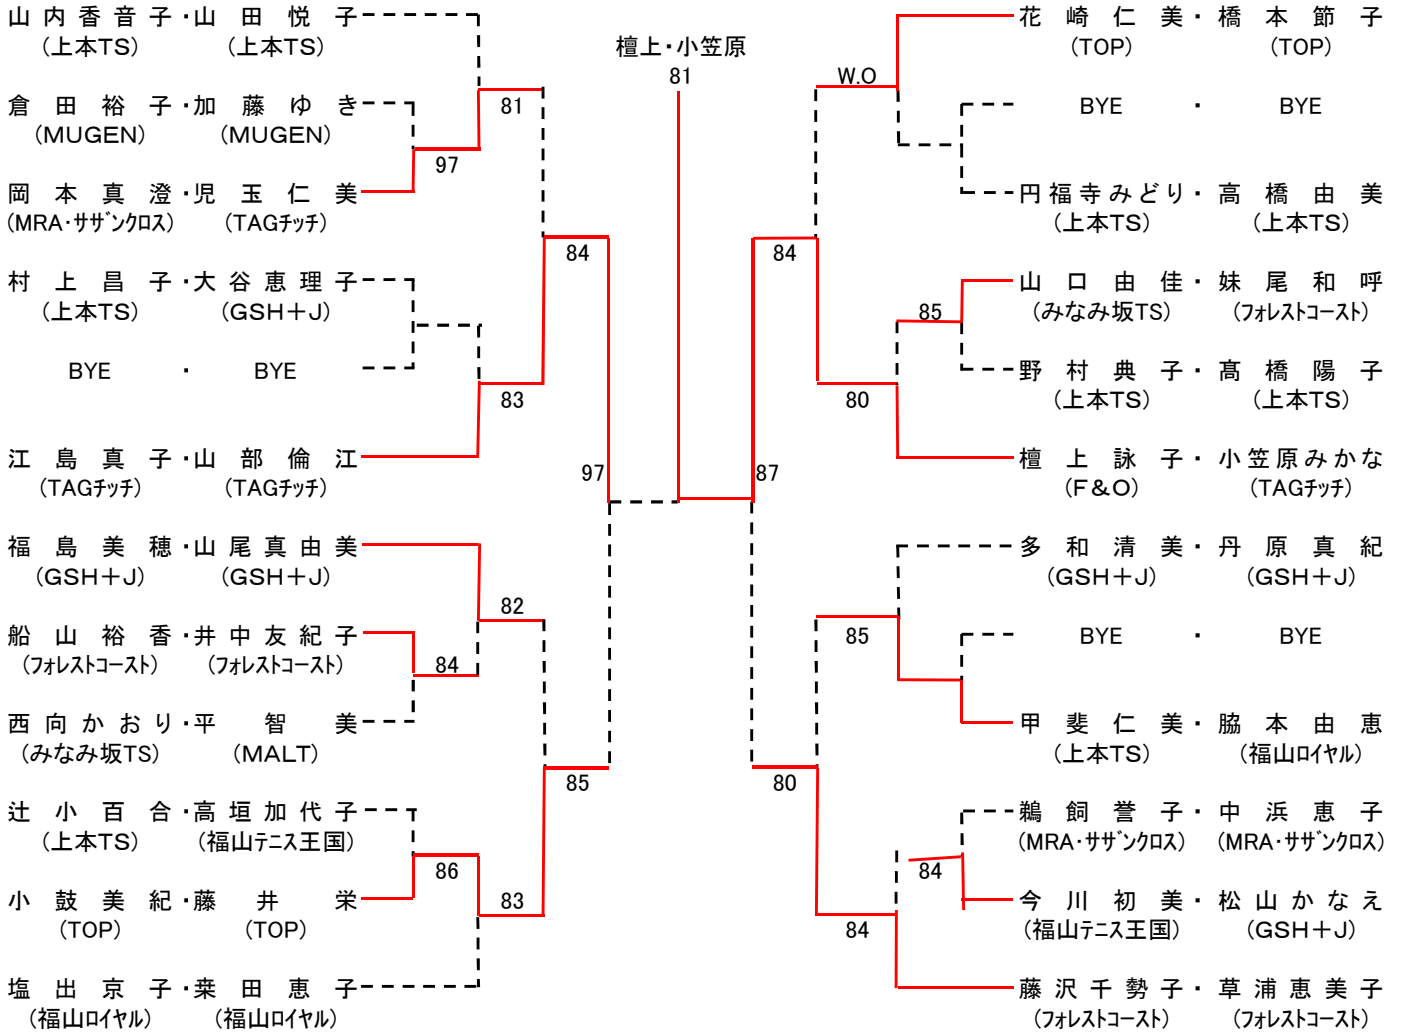 山内香音子・山田悦子
(上本TS) (上本TS)
倉田裕子・加藤ゆき
(MUGEN) (MUGEN)
岡本真澄・児玉仁美
(MRA・サザンクロス) (TAGチッチ)
村上昌子・大谷恵理子
(上本TS) (GSH＋J)
BYE ・ BYE
江島真子・山部倫江
(TAGチッチ) (TAGチッチ)
福島美穂・山尾真由美
(GSH＋J) (GSH＋J)
船山裕香・井中友紀子
(フォレストコースト) (フォレストコースト)
西向かおり・平智美
(みなみ坂TS) (MALT)
辻小百合・高垣加代子
(上本TS) (福山テニス王国)
小鼓美紀・藤井栄
(TOP) (TOP)
塩出京子・桒田恵子
(福山ロイヤル) (福山ロイヤル)
81
97
83
82
84
86
83
84
85
97
檀上・小笠原
81
87
84
80
W.O
80
85
85
84
84
花崎仁美・橋本節子
(TOP) (TOP)
BYE ・ BYE
円福寺みどり・高橋由美
(上本TS) (上本TS)
山口由佳・妹尾和呼
(みなみ坂TS) (フォレストコースト)
野村典子・髙橋陽子
(上本TS) (上本TS)
檀上詠子・小笠原みかな
(F＆O) (TAGチッチ)
多和清美・丹原真紀
(GSH＋J) (GSH＋J)
BYE ・ BYE
甲斐仁美・脇本由恵
(上本TS) (福山ロイヤル)
鵜飼誉子・中浜恵子
(MRA・サザンクロス) (MRA・サザンクロス)
今川初美・松山かなえ
(福山テニス王国) (GSH＋J)
藤沢千勢子・草浦恵美子
(フォレストコースト) (フォレストコースト)